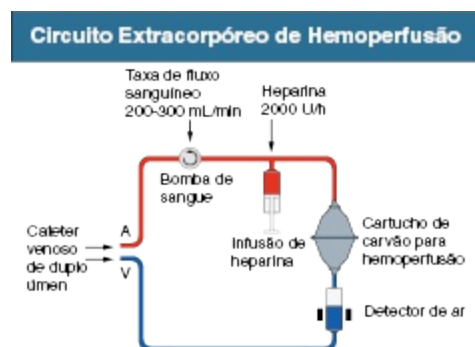 Circuito Extracorpóreo de Hemoperfusão
Taxa de fluxo
sanguíneo
200-300 mL/min
Heparina
2000 U/h
Bomba de
sangue
A
Cateter
venoso
de duplo
úmen
V
Infusão de
heparina
Cartucho de
carvão para
hemoperfusão
Detector de ar